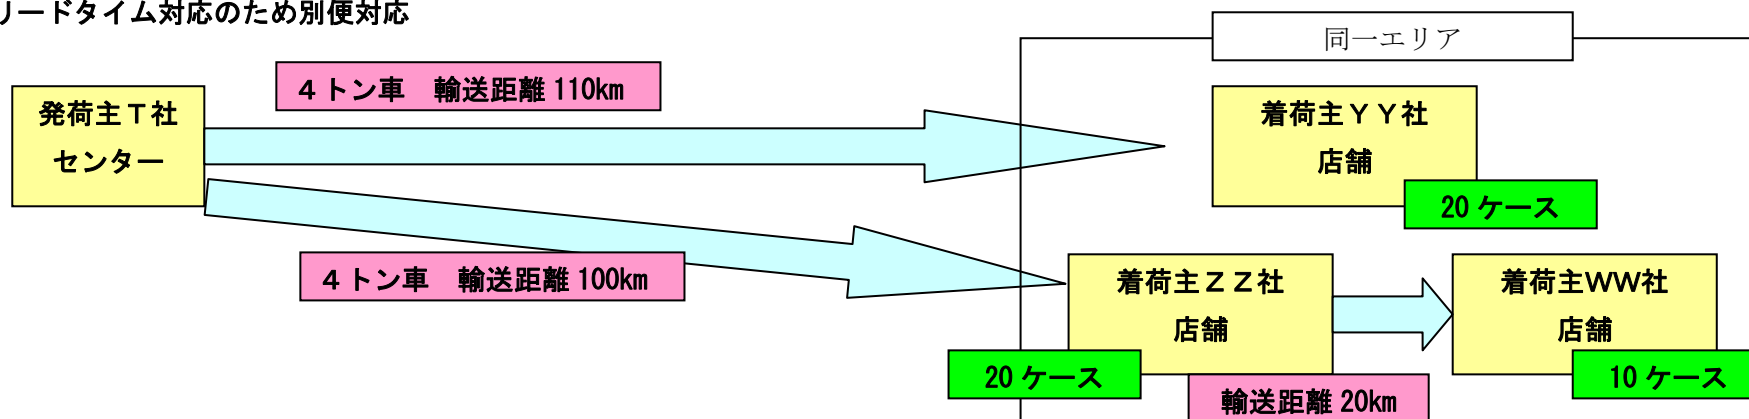 リードタイム対応のため別便対応
同一エリア
４トン車　輸送距離 110km
発荷主Ｔ社
センター
着荷主ＹＹ社
店舗
20 ケース
４トン車　輸送距離 100km
着荷主ＺＺ社
店舗
20 ケース
着荷主WW社
店舗
10 ケース
輸送距離 20km